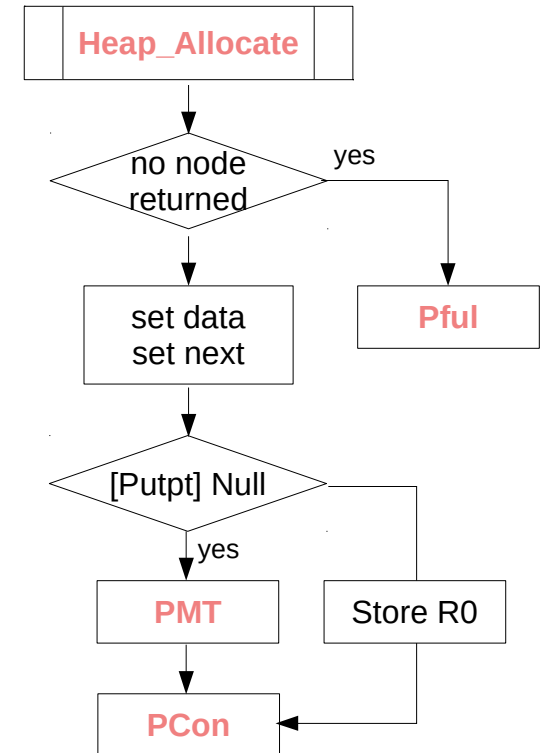 Heap_Allocate
no node
returned
yes
set data
set next
Pful
[Putpt] Null
yes
PMT
Store R0
PCon